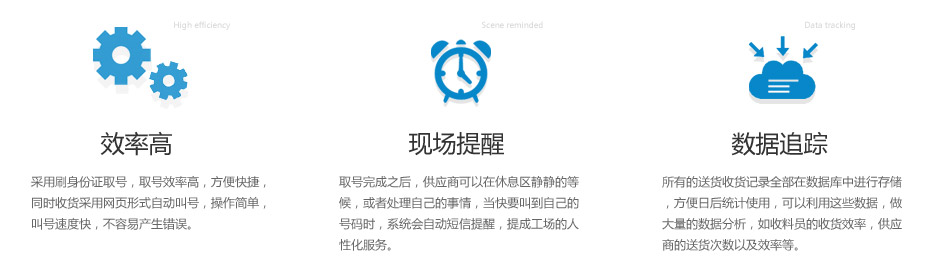 High efficiency
效率高
采用刷身份证取号，取号效率高，方便快捷，
同时收货采用网页形式自动叫号，操作简单，
叫号速度快，不容易产生错误。
Scene reminded
现场提醒
取号完成之后，供应商可以在休息区静静的等
候，或者处理自己的事情，当快要叫到自己的
号码时，系统会自动短信提醒，提成工场的人
性化服务。
Data tracking
数据追踪
所有的送货收货记录全部在数据库中进行存储
，方便日后统计使用，可以利用这些数据，做
大量的数据分析，如收料员的收货效率，供应
商的送货次数以及效率等。